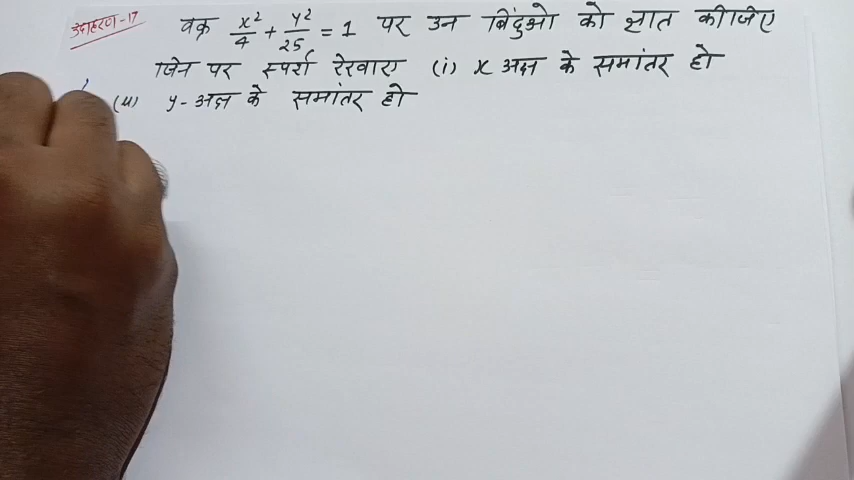 उदाहरण-17 वक्र x²/4 + y²/25 = 1 पर उन बिंदुओ को ज्ञात कीजिए
जिन पर स्पर्श रेखाए (i) x अक्ष के समांतर हो
(ii) y-अक्ष के समांतर हो